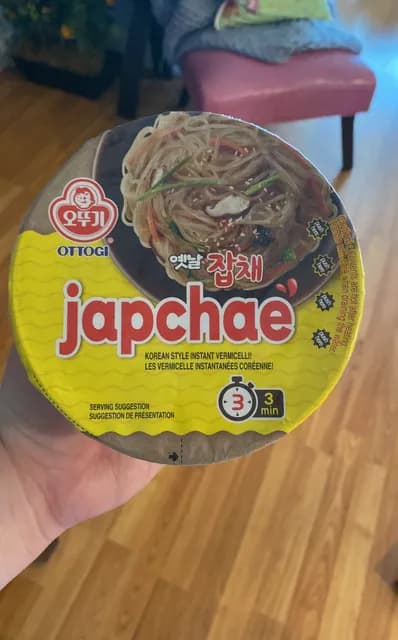 오뚜기
OTTOGI
옛날 잡채
japchae
KOREAN STYLE INSTANT VERMICELLI!
LES VERMICELLE INSTANTANÉES CORÉENNE!
3
3
min
SERVING SUGGESTION
SUGGESTION DE PRÉSENTATION